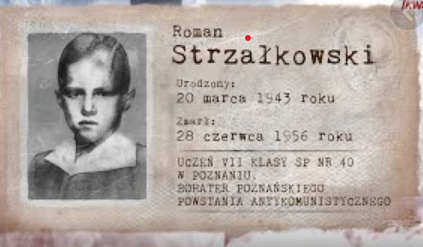 Roman
Strzałkowski
Urodzony:
20 marca 1943 roku
Zmarł:
28 czerwca 1956 roku
UCZEŃ VII KLASY SP NR 40
W POZNANIU,
BOHATER POZNAŃSKIEGO
POWSTANIA ANTYKOMUNISTYCZNEGO